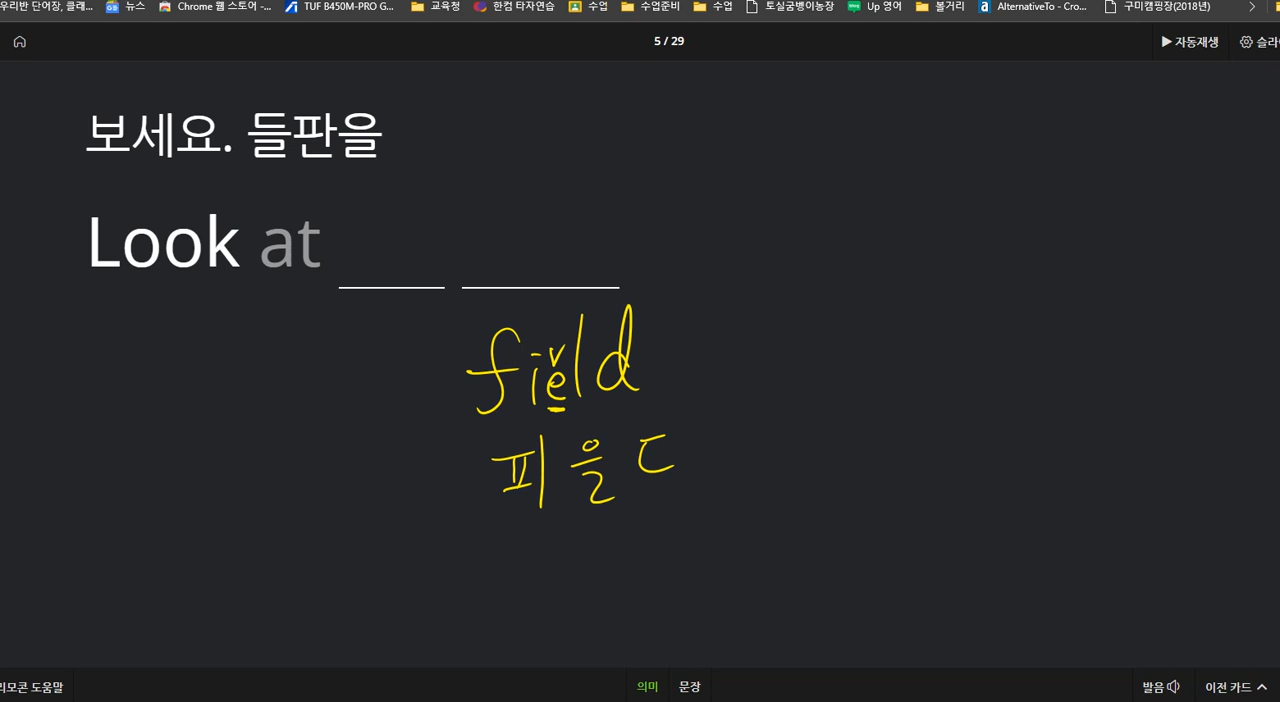 우리반 단어장, 클래... 뉴스 Chrome 웹 스토어 -... TUF B450M-PRO G... 교육청 한컴 타자연습 수업 수업준비 수업 토실굼벵이농장 Up 영어 볼거리 AlternativeTo - Cro... 구미캠핑장(2018년)
5 / 29 자동재생 슬라
보세요. 들판을
Look at
field
피을ㄷ
리모콘 도움말 의미 문장 발음 이전 카드